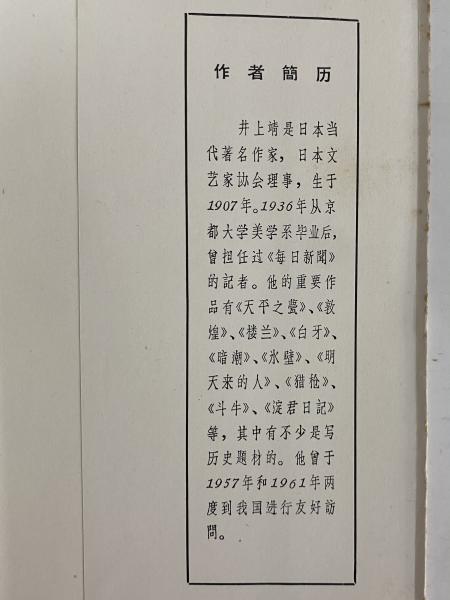 作者簡历
井上靖是日本当
代著名作家，日本文
艺家协会理事，生于
1907年。1936年从京
都大学美学系毕业后，
曾担任过《每日新聞》
的記者。他的重要作
品有《天平之甍》、《敦
煌》、《楼兰》、《白牙》、
《暗潮》、《氷壁》、《明
天来的人》、《猎枪》、
《斗牛》、《淀君日記》
等，其中有不少是写
历史題材的。他曾于
1957年和1961年两
度到我国进行友好訪
問。